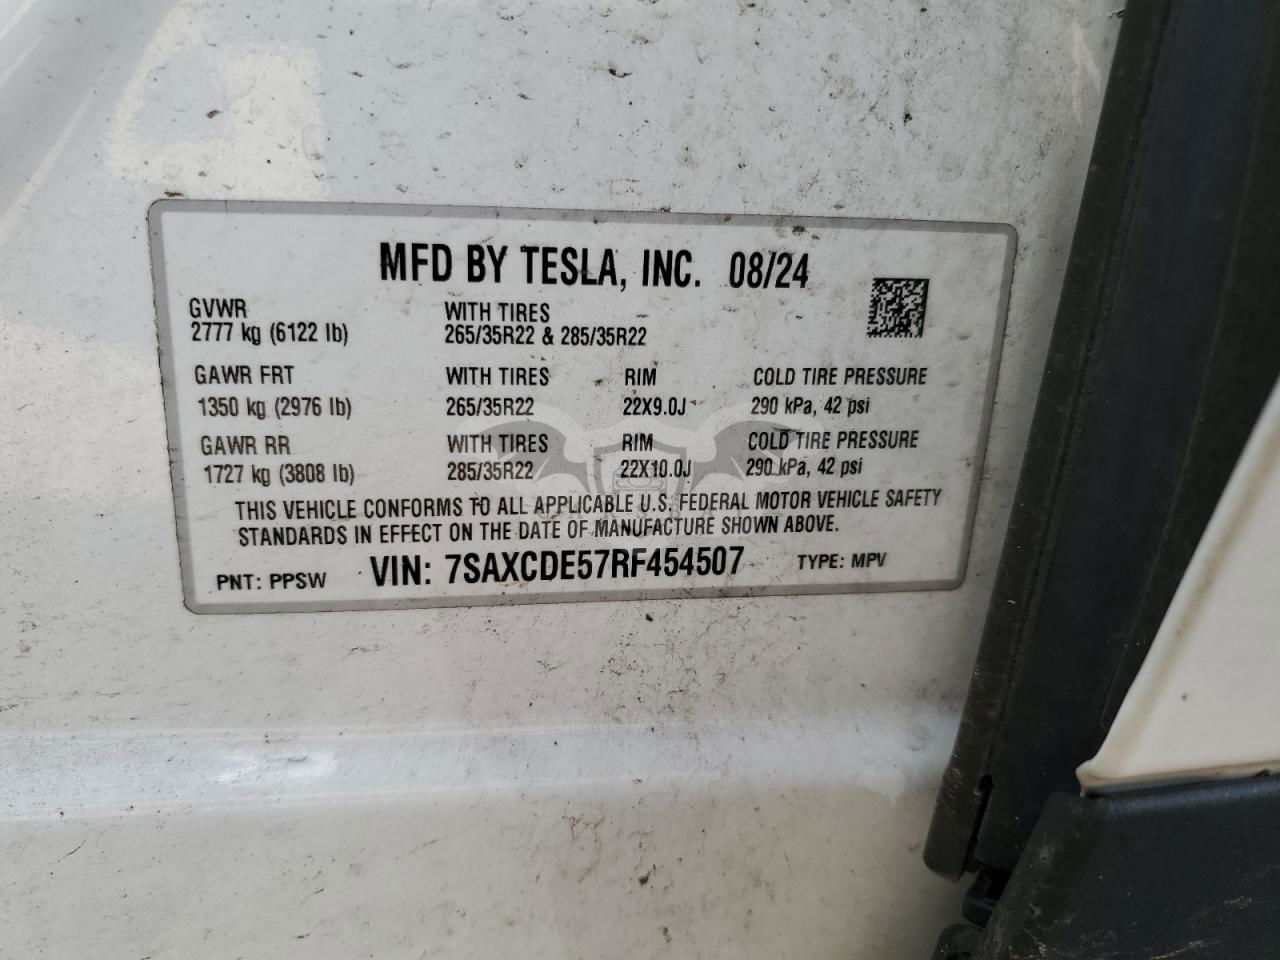 MFD BY TESLA, INC. 08/24
GVWR WITH TIRES
2777 kg (6122 lb) 265/35R22 & 285/35R22
GAWR FRT WITH TIRES RIM COLD TIRE PRESSURE
1350 kg (2976 lb) 265/35R22 22X9.0J 290 kPa, 42 psi
GAWR RR WITH TIRES RIM COLD TIRE PRESSURE
1727 kg (3808 lb) 285/35R22 22X10.0J 290 kPa, 42 psi
THIS VEHICLE CONFORMS TO ALL APPLICABLE U.S. FEDERAL MOTOR VEHICLE SAFETY
STANDARDS IN EFFECT ON THE DATE OF MANUFACTURE SHOWN ABOVE.
PNT: PPSW VIN: 7SAXCDE57RF454507 TYPE: MPV